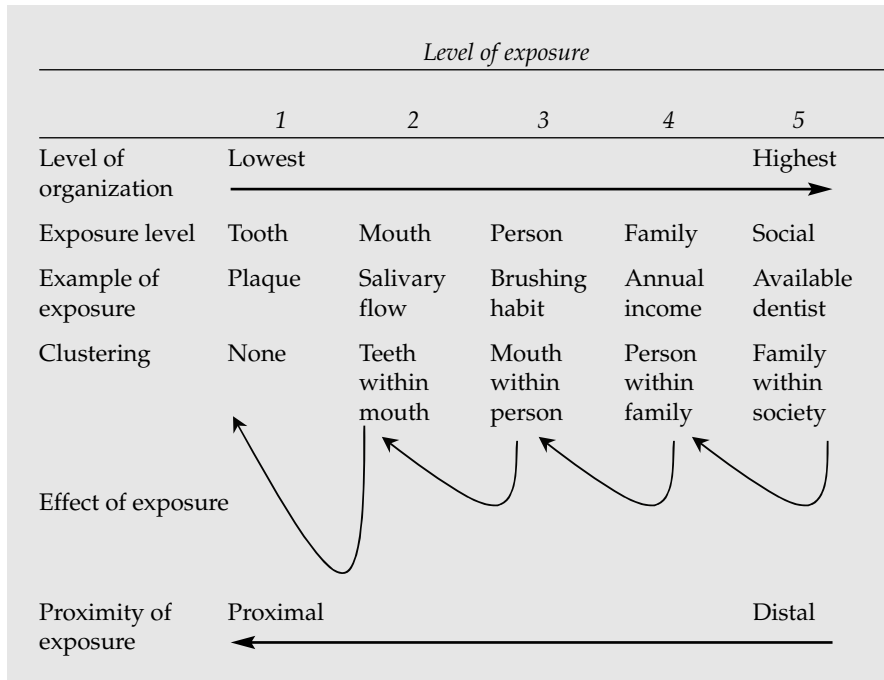 Level of exposure
1 2 3 4 5
Level of organization Lowest Highest
Exposure level Tooth Mouth Person Family Social
Example of Plaque Salivary Brushing Annual Available
exposure flow habit income dentist
Clustering None Teeth Mouth Person Family
within within within within
mouth person family society
Effect of exposure
Proximity of Proximal Distal
exposure